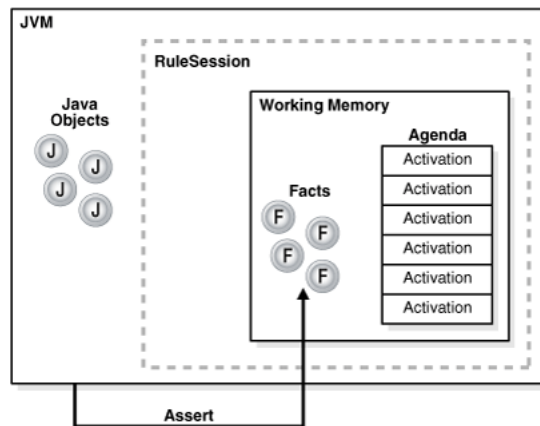 JVM
RuleSession
Java
Objects
J
J
J
J
Working Memory
Agenda
Activation
Activation
Activation
Activation
Activation
Activation
Facts
F
F
F
F
Assert